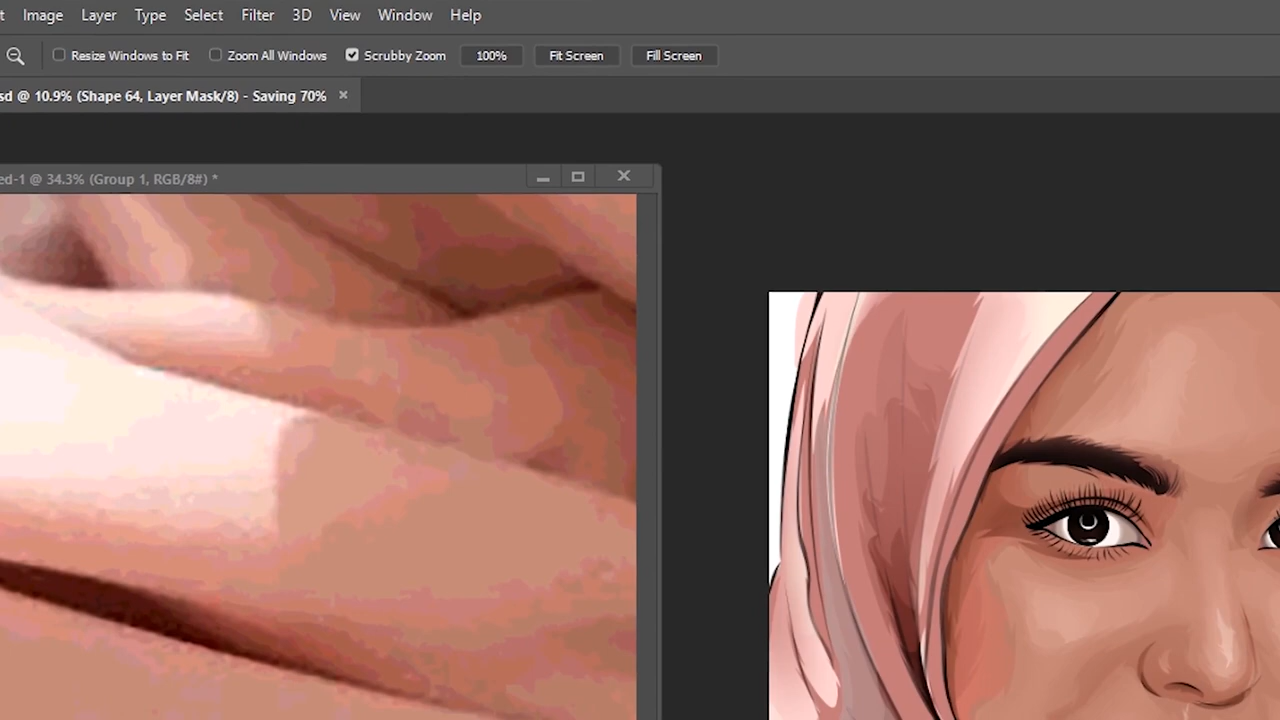 t Image Layer Type Select Filter 3D View Window Help
Resize Windows to Fit Zoom All Windows Scrubby Zoom 100% Fit Screen Fill Screen
sd @ 10.9% (Shape 64, Layer Mask/8) - Saving 70% ×
ed-1 @ 34.3% (Group 1, RGB/8#) *